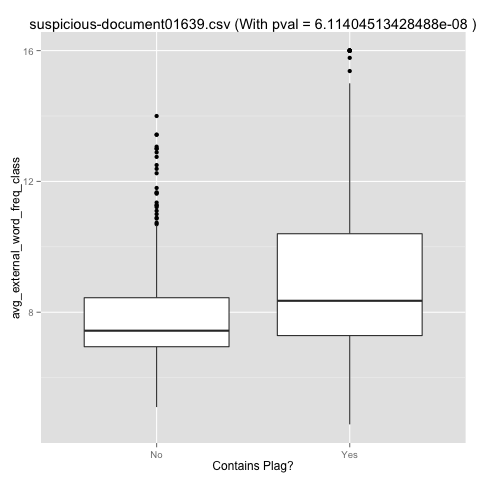 suspicious-document01639.csv (With pval = 6.11404513428488e-08 )
16
12
8
avg_external_word_freq_class
No
Yes
Contains Plag?